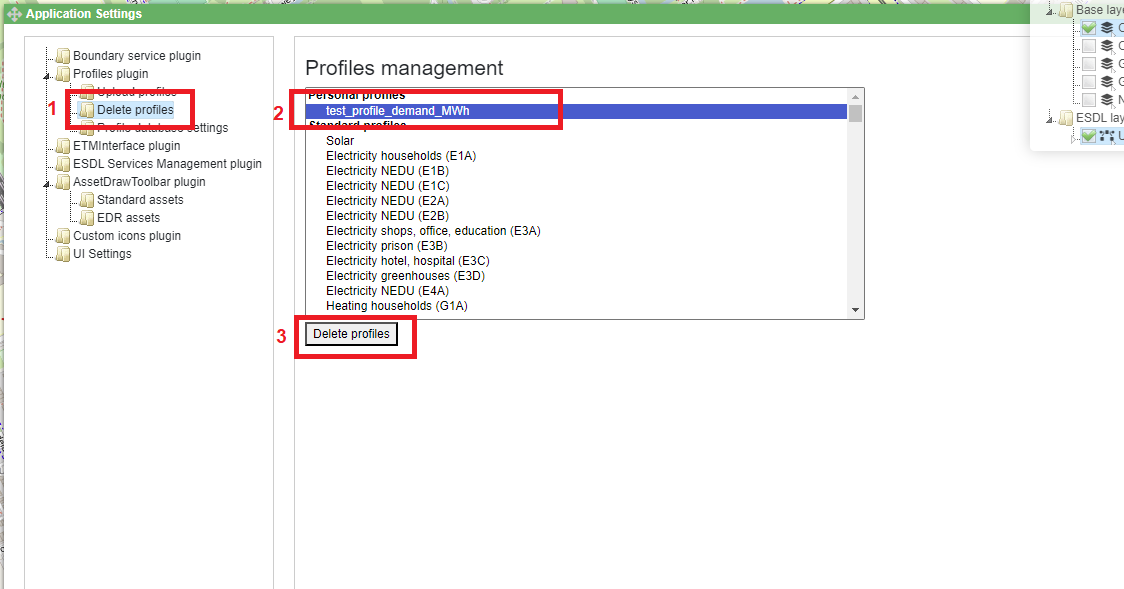 Application Settings
Boundary service plugin
Profiles plugin
Upload profiles
1
Delete profiles
Profile database settings
ETMInterface plugin
ESDL Services Management plugin
AssetDrawToolbar plugin
Standard assets
EDR assets
Custom icons plugin
UI Settings
Profiles management
Personal profiles
2
test_profile_demand_MWh
Standard profiles
Solar
Electricity households (E1A)
Electricity NEDU (E1B)
Electricity NEDU (E1C)
Electricity NEDU (E2A)
Electricity NEDU (E2B)
Electricity shops, office, education (E3A)
Electricity prison (E3B)
Electricity hotel, hospital (E3C)
Electricity greenhouses (E3D)
Electricity NEDU (E4A)
Heating households (G1A)
3
Delete profiles
Base laye
ESDL lay